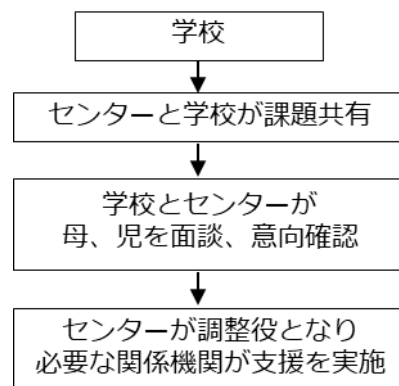 学校
センターと学校が課題共有
学校とセンターが
母、児を面談、意向確認
センターが調整役となり
必要な関係機関が支援を実施